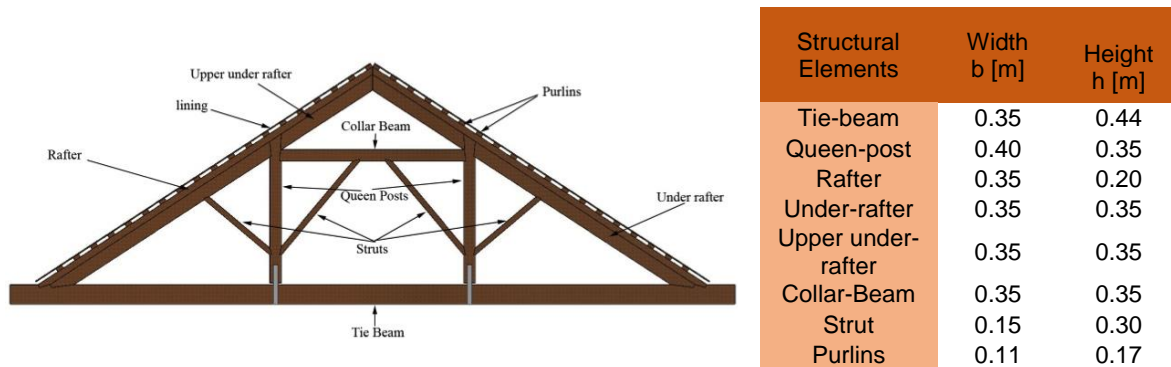 Upper under rafter
lining
Purlins
Collar Beam
Rafter
Queen Posts
Under rafter
Struts
Tie Beam
Structural Elements
Width b [m]
Height h [m]
Tie-beam 0.35 0.44
Queen-post 0.40 0.35
Rafter 0.35 0.20
Under-rafter 0.35 0.35
Upper under-rafter 0.35 0.35
Collar-Beam 0.35 0.35
Strut 0.15 0.30
Purlins 0.11 0.17